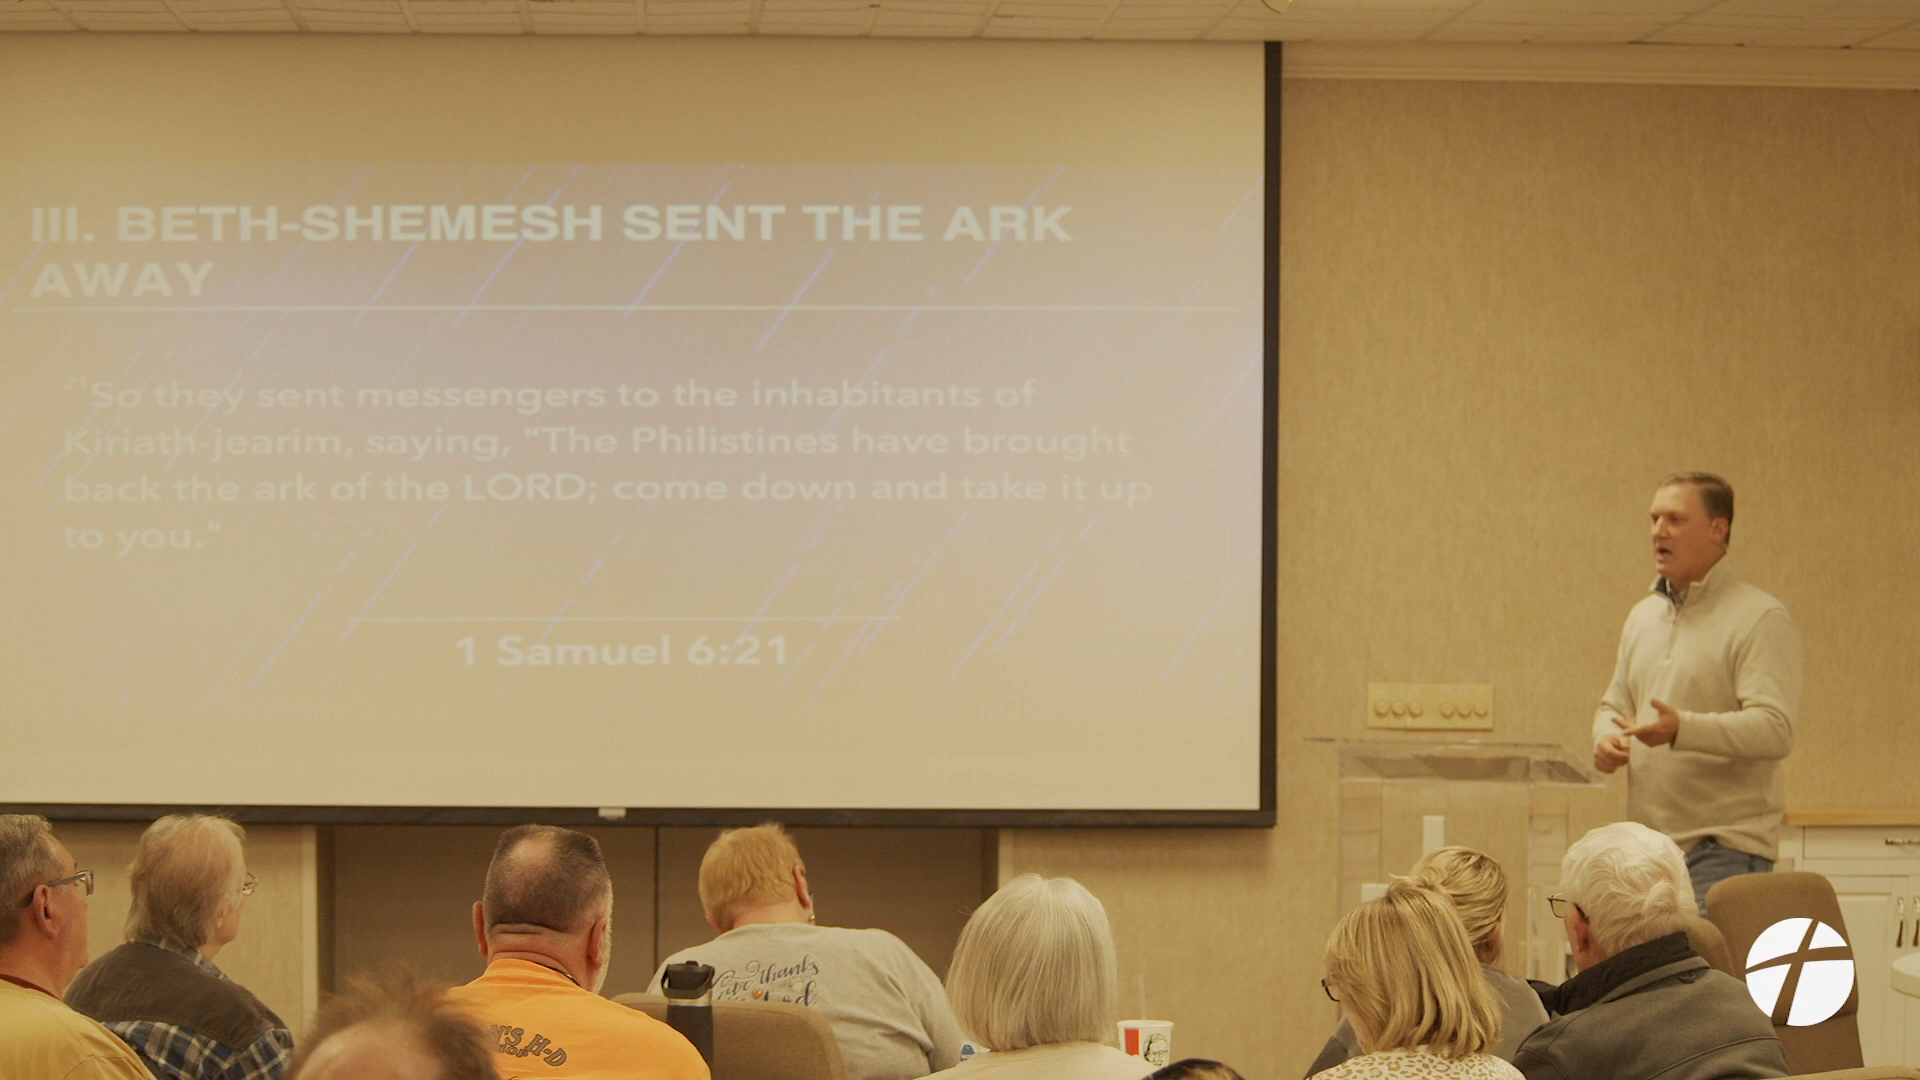 III. BETH-SHEMESH SENT THE ARK
AWAY
21 So they sent messengers to the inhabitants of
Kiriath-jearim, saying, "The Philistines have brought
back the ark of the LORD; come down and take it up
to you."
1 Samuel 6:21
thanks
H-D